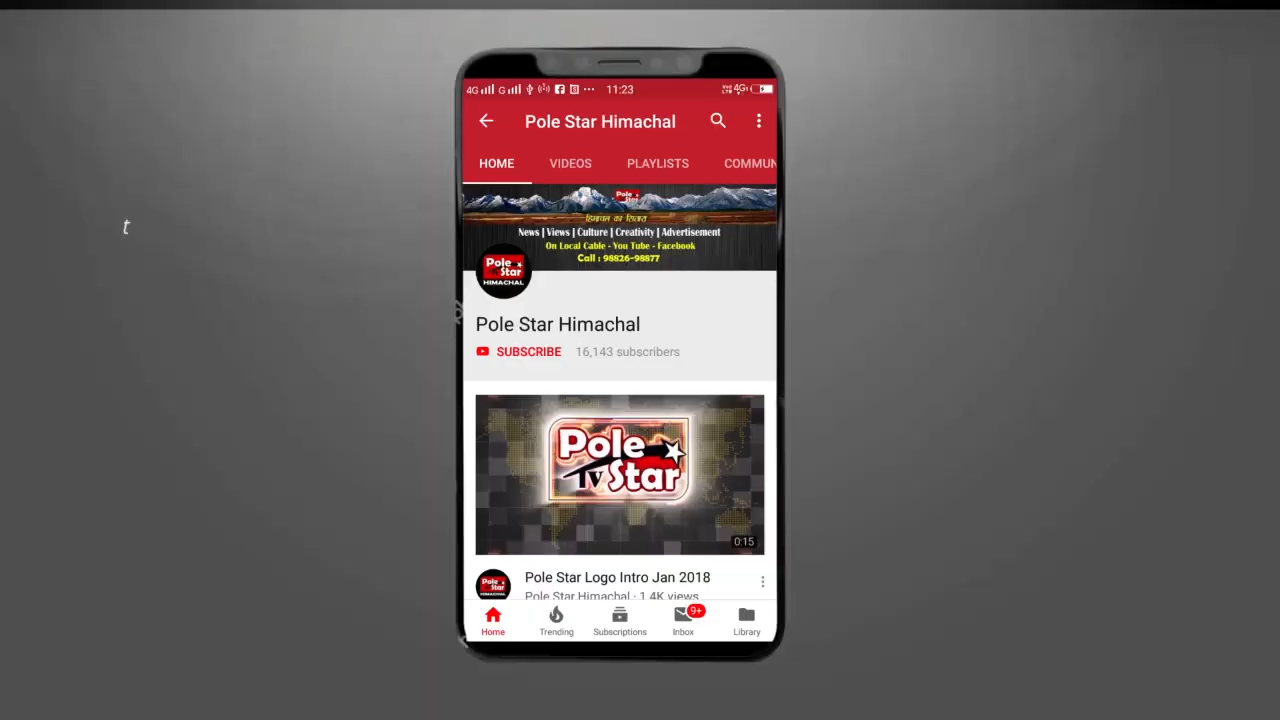 4G G 11:23 4G
Pole Star Himachal
HOME VIDEOS PLAYLISTS COMMUN
Pole Star
हिमाचल का सितारा
News | Views | Culture | Creativity | Advertisement
On Local Cable - You Tube - Facebook
Call : 98826-98877
Pole Star
HIMACHAL
t
Pole Star Himachal
SUBSCRIBE 16,143 subscribers
Pole
Tv Star
0:15
Pole Star Logo Intro Jan 2018
Pole Star Himachal · 1.4K views
Pole Star
HIMACHAL
9+
Home Trending Subscriptions Inbox Library